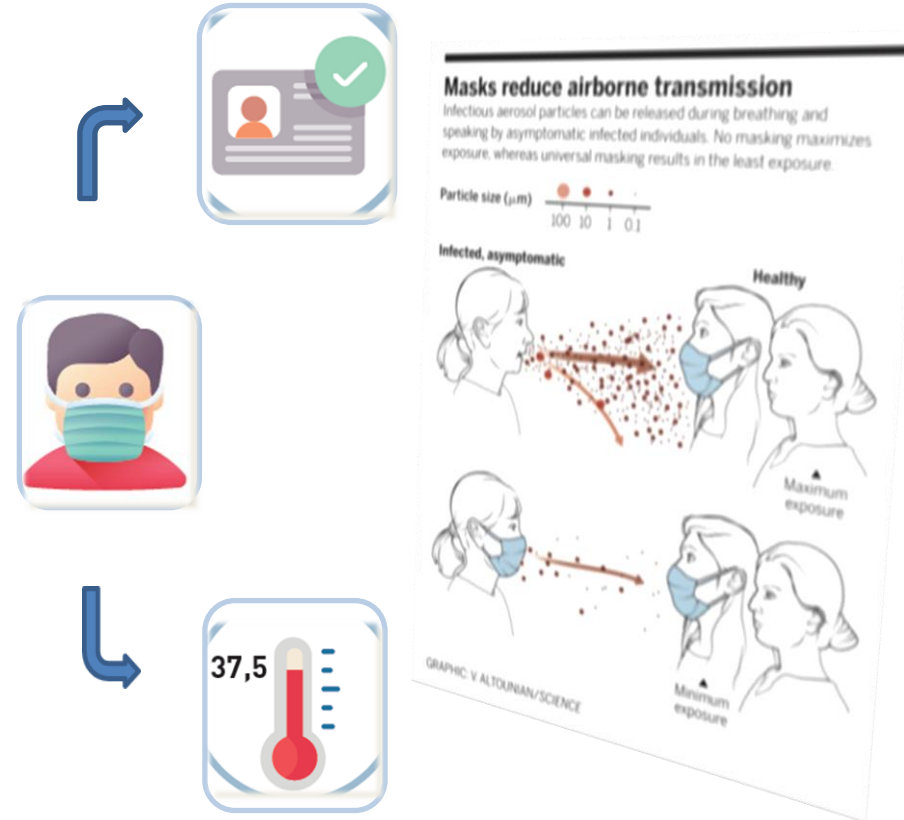 Masks reduce airborne transmission
Infectious aerosol particles can be released during breathing and
speaking by asymptomatic infected individuals. No masking maximizes
exposure, whereas universal masking results in the least exposure.
Particle size (μm)
100 10 1 0.1
Infected, asymptomatic
Healthy
Maximum
exposure
Minimum
exposure
GRAPHIC: V. ALTOUNIAN/SCIENCE
37,5